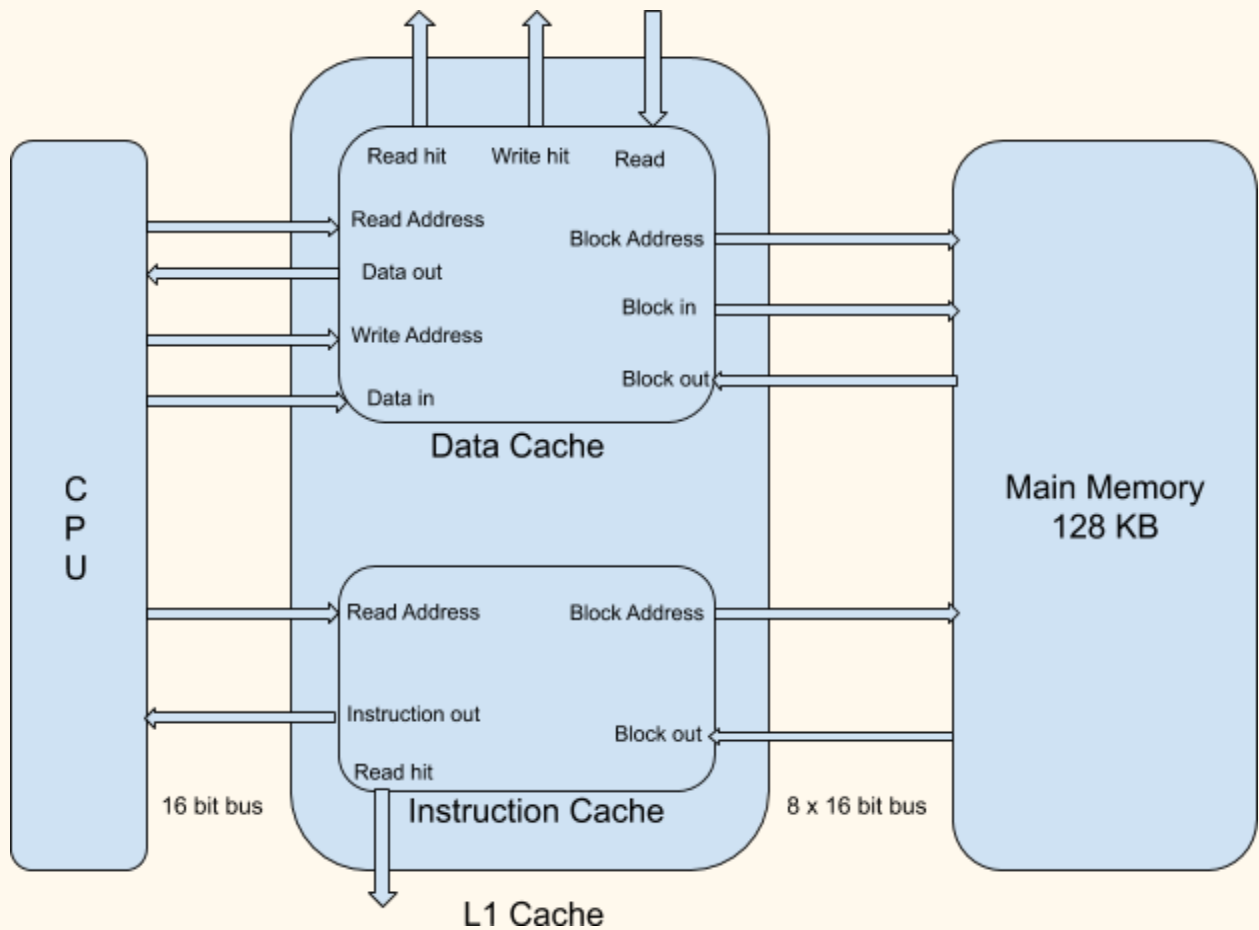 Read hit
Write hit
Read
Read Address
Block Address
Data out
Block in
Write Address
Block out
Data in
Data Cache
C
P
U
Main Memory
128 KB
Read Address
Block Address
Instruction out
Block out
Read hit
Instruction Cache
16 bit bus
8 x 16 bit bus
L1 Cache